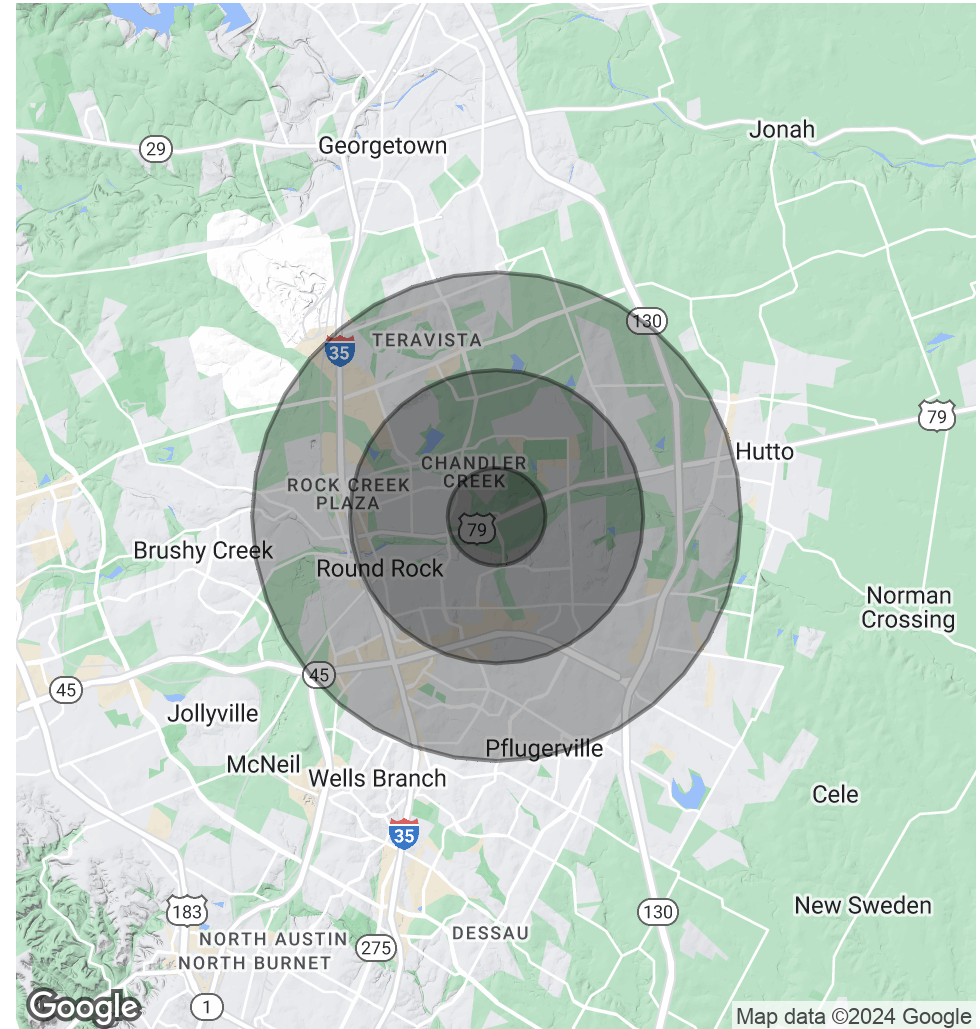 29
Georgetown
Jonah
130
TERAVISTA
35
79
Hutto
CHANDLER
CREEK
ROCK CREEK
PLAZA
79
Brushy Creek
Round Rock
Norman
Crossing
45
45
Jollyville
Pflugerville
McNeil
Wells Branch
Cele
35
183
130
New Sweden
NORTH AUSTIN
NORTH BURNET
275
DESSAU
1
Google
Map data ©2024 Google